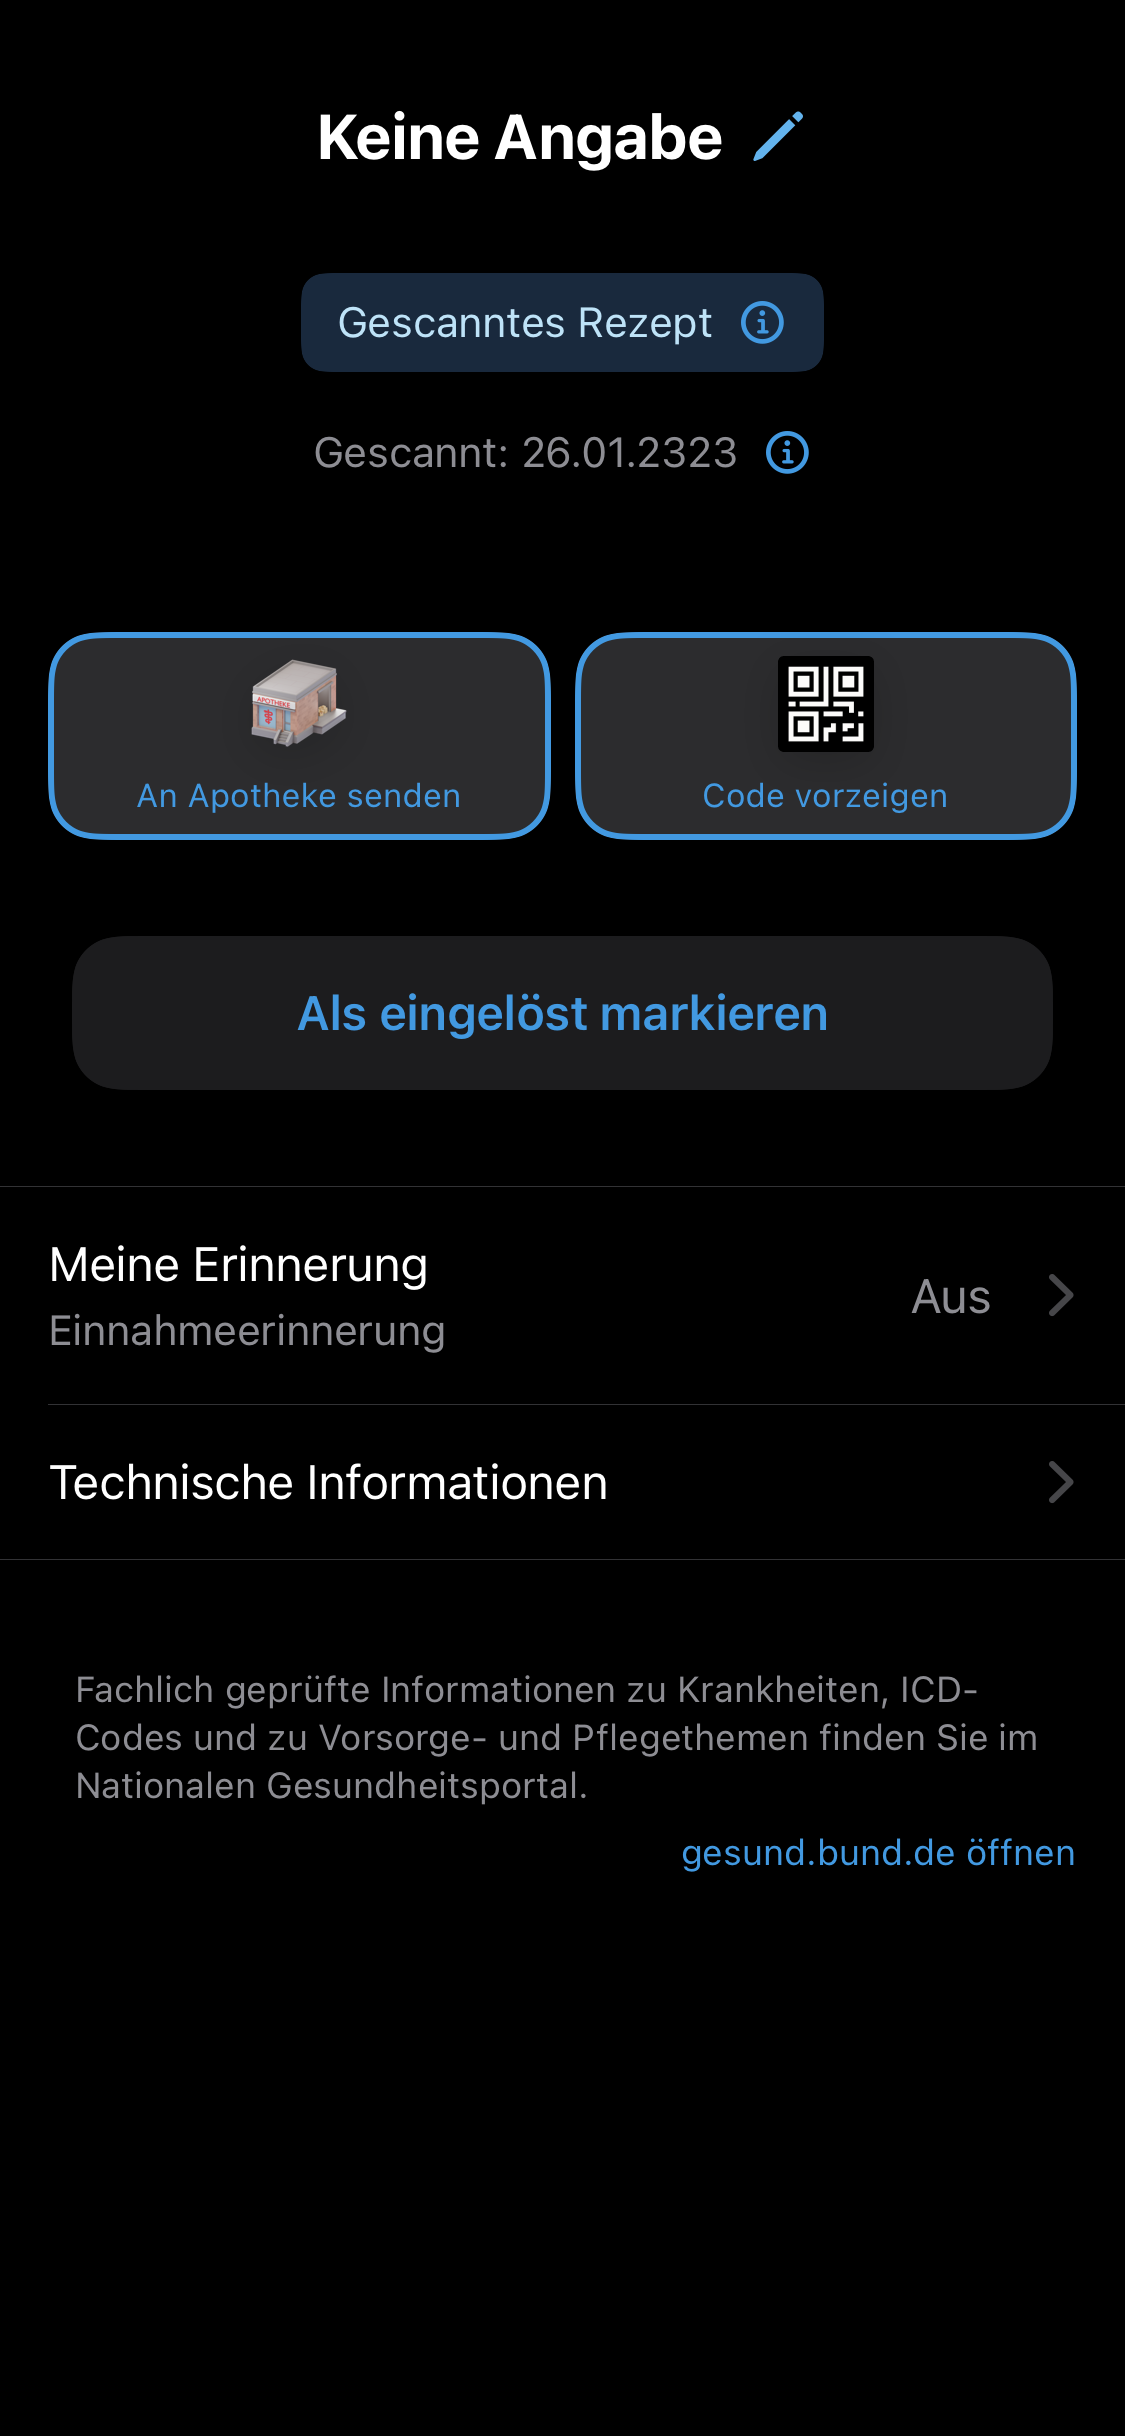 Keine Angabe
Gescanntes Rezept
Gescannt: 26.01.2323
APOTHEKE
An Apotheke senden
Code vorzeigen
Als eingelöst markieren
Meine Erinnerung
Einnahmeerinnerung
Aus
Technische Informationen
Fachlich geprüfte Informationen zu Krankheiten, ICD-
Codes und zu Vorsorge- und Pflegethemen finden Sie im
Nationalen Gesundheitsportal.
gesund.bund.de öffnen